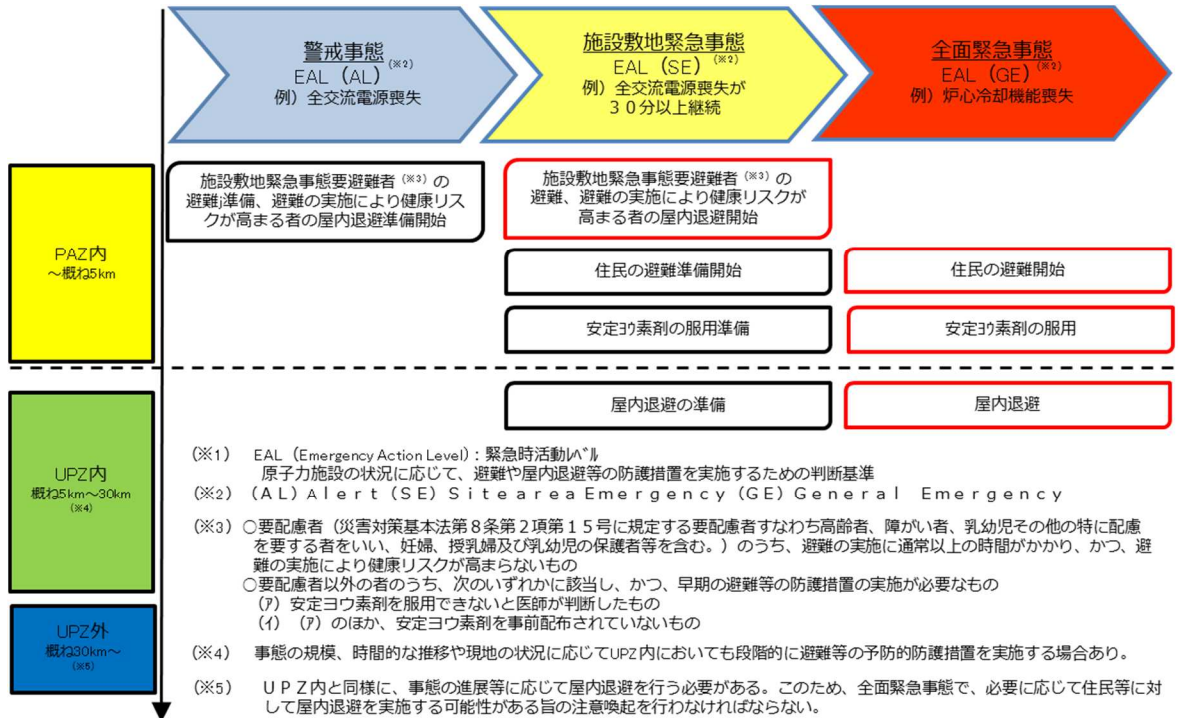 警戒事態
EAL（AL）(※2)
例）全交流電源喪失
施設敷地緊急事態
EAL（SE）(※2)
例）全交流電源喪失が
３０分以上継続
全面緊急事態
EAL（GE）(※2)
例）炉心冷却機能喪失
PAZ内
～概ね5km
施設敷地緊急事態要避難者(※3)の
避難j準備、避難の実施により健康リス
クが高まる者の屋内退避準備開始
施設敷地緊急事態要避難者(※3)の
避難、避難の実施により健康リスクが
高まる者の屋内退避開始
住民の避難準備開始
住民の避難開始
安定ﾖｳ素剤の服用準備
安定ﾖｳ素剤の服用
UPZ内
概ね5km～30km
(※4)
屋内退避の準備
屋内退避
UPZ外
概ね30km～
(※5)
(※1) EAL（Emergency Action Level）：緊急時活動ﾚﾍﾞﾙ
原子力施設の状況に応じて、避難や屋内退避等の防護措置を実施するための判断基準
(※2) （AL）Alert（SE）Sitearea Emergency（GE）General Emergency
(※3) ○要配慮者（災害対策基本法第８条第２項第１５号に規定する要配慮者すなわち高齢者、障がい者、乳幼児その他の特に配慮
を要する者をいい、妊婦、授乳婦及び乳幼児の保護者等を含む。）のうち、避難の実施に通常以上の時間がかかり、かつ、避
難の実施により健康リスクが高まらないもの
○要配慮者以外の者のうち、次のいずれかに該当し、かつ、早期の避難等の防護措置の実施が必要なもの
(ｱ) 安定ヨウ素剤を服用できないと医師が判断したもの
(ｲ) (ｱ)のほか、安定ヨウ素剤を事前配布されていないもの
(※4) 事態の規模、時間的な推移や現地の状況に応じてUPZ内においても段階的に避難等の予防的防護措置を実施する場合あり。
(※5) ＵＰＺ内と同様に、事態の進展等に応じて屋内退避を行う必要がある。このため、全面緊急事態で、必要に応じて住民等に対
して屋内退避を実施する可能性がある旨の注意喚起を行わなければならない。